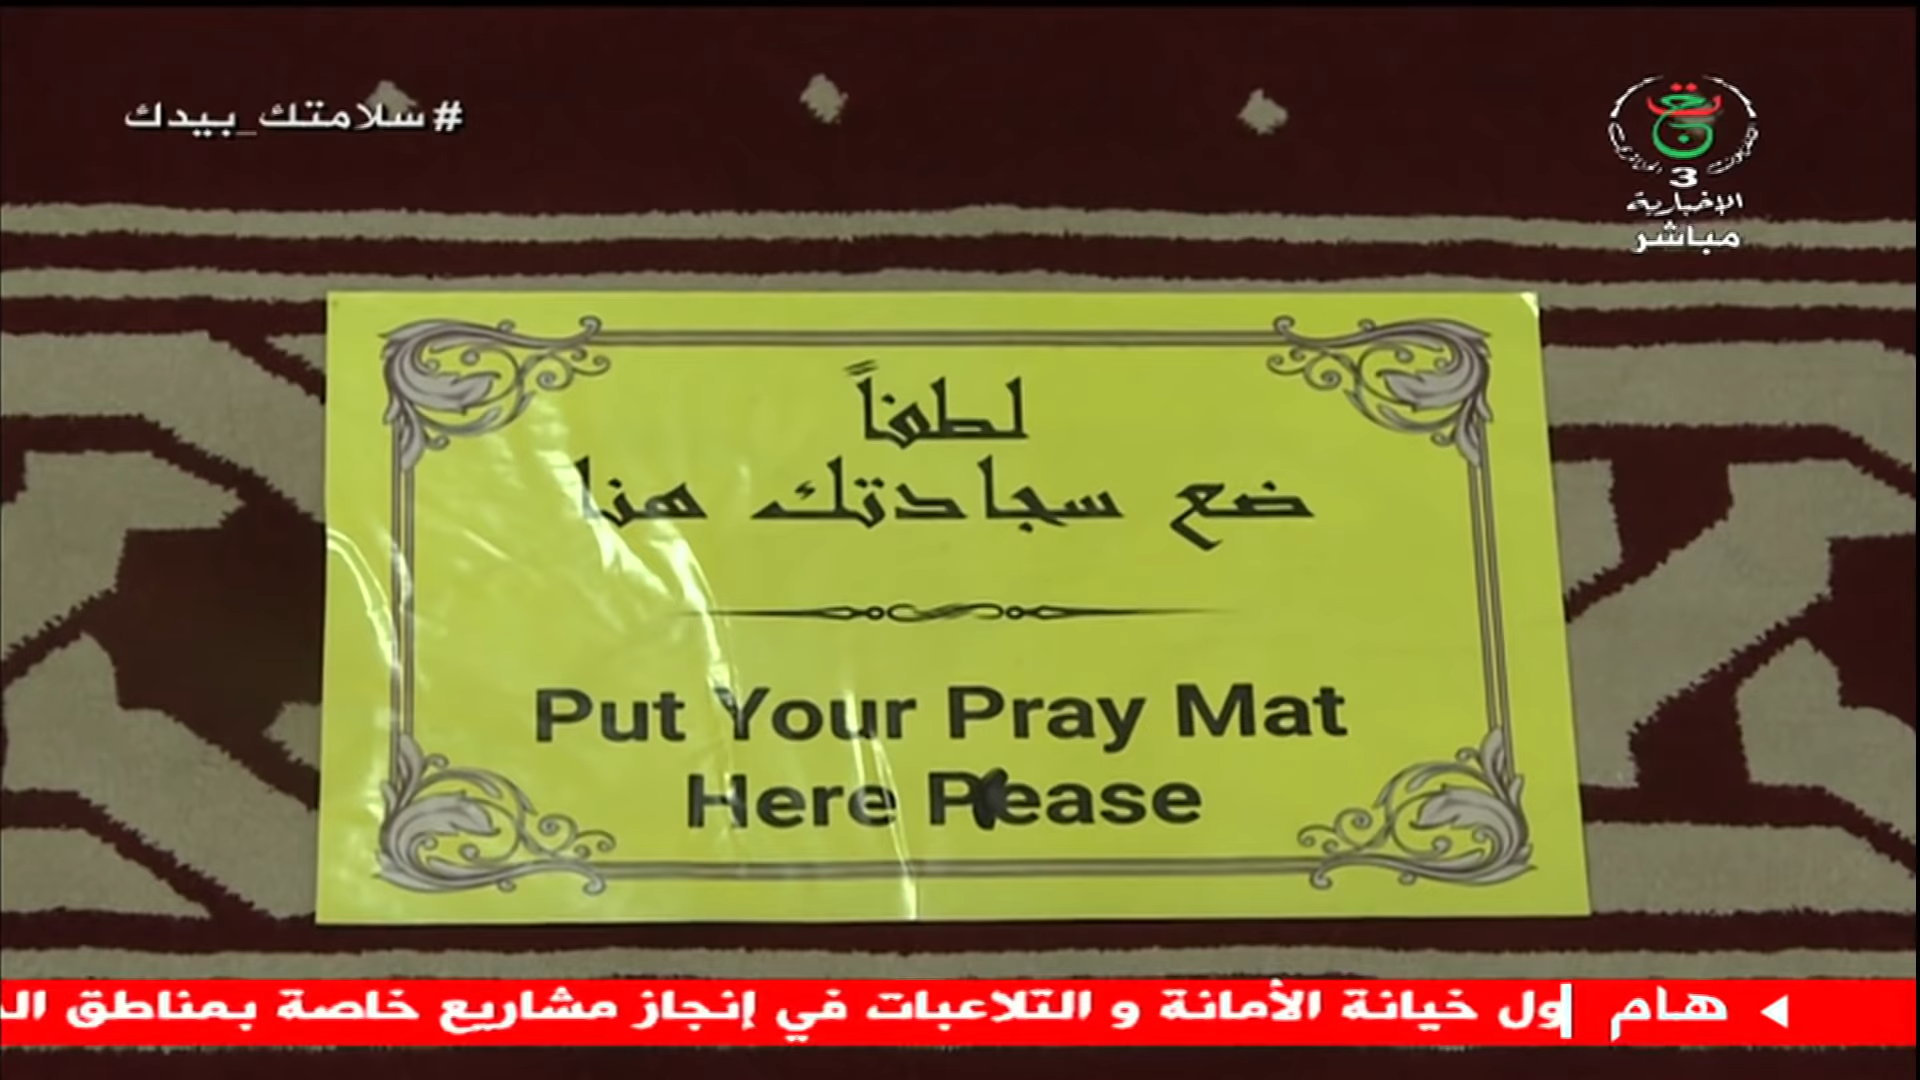 #سلامتك_بيدك
3
الإخبارية
مباشر
لطفاً
ضع سجادتك هنا
Put Your Pray Mat
Here Please
هام
ول خيانة الأمانة و التلاعبات في إنجاز مشاريع خاصة بمناطق